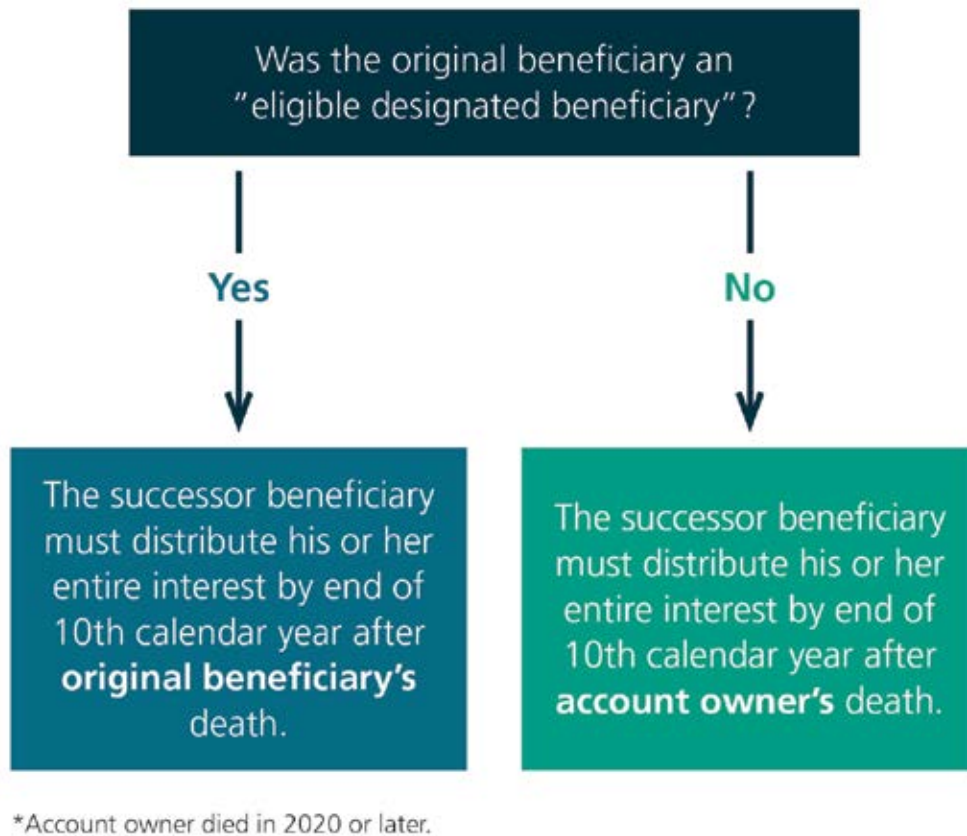 Was the original beneficiary an
“eligible designated beneficiary”?
Yes
No
The successor beneficiary
must distribute his or her
entire interest by end of
10th calendar year after
original beneficiary’s
death.
The successor beneficiary
must distribute his or her
entire interest by end of
10th calendar year after
account owner’s death.
*Account owner died in 2020 or later.